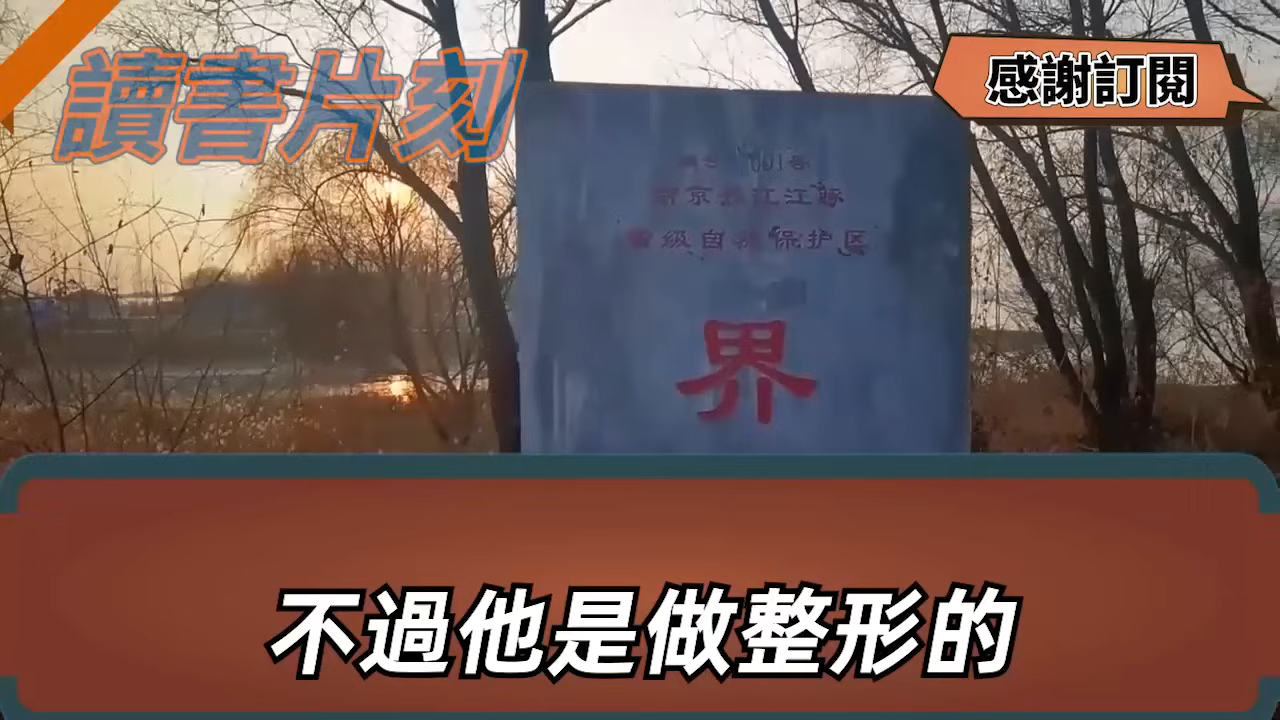 讀書片刻
感謝訂閱
南京长江江豚
省级自然保护区
界
不過他是做整形的